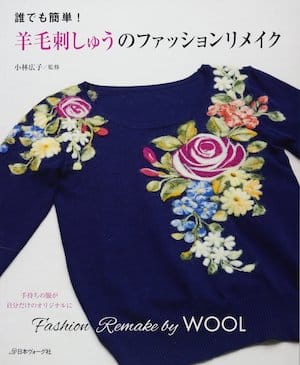 誰でも簡単!
羊毛刺しゅうのファッションリメイク
小林広子／監修
手持ちの服が
自分だけのオリジナルに
Fashion Remake by WOOL
日本ヴォーグ社